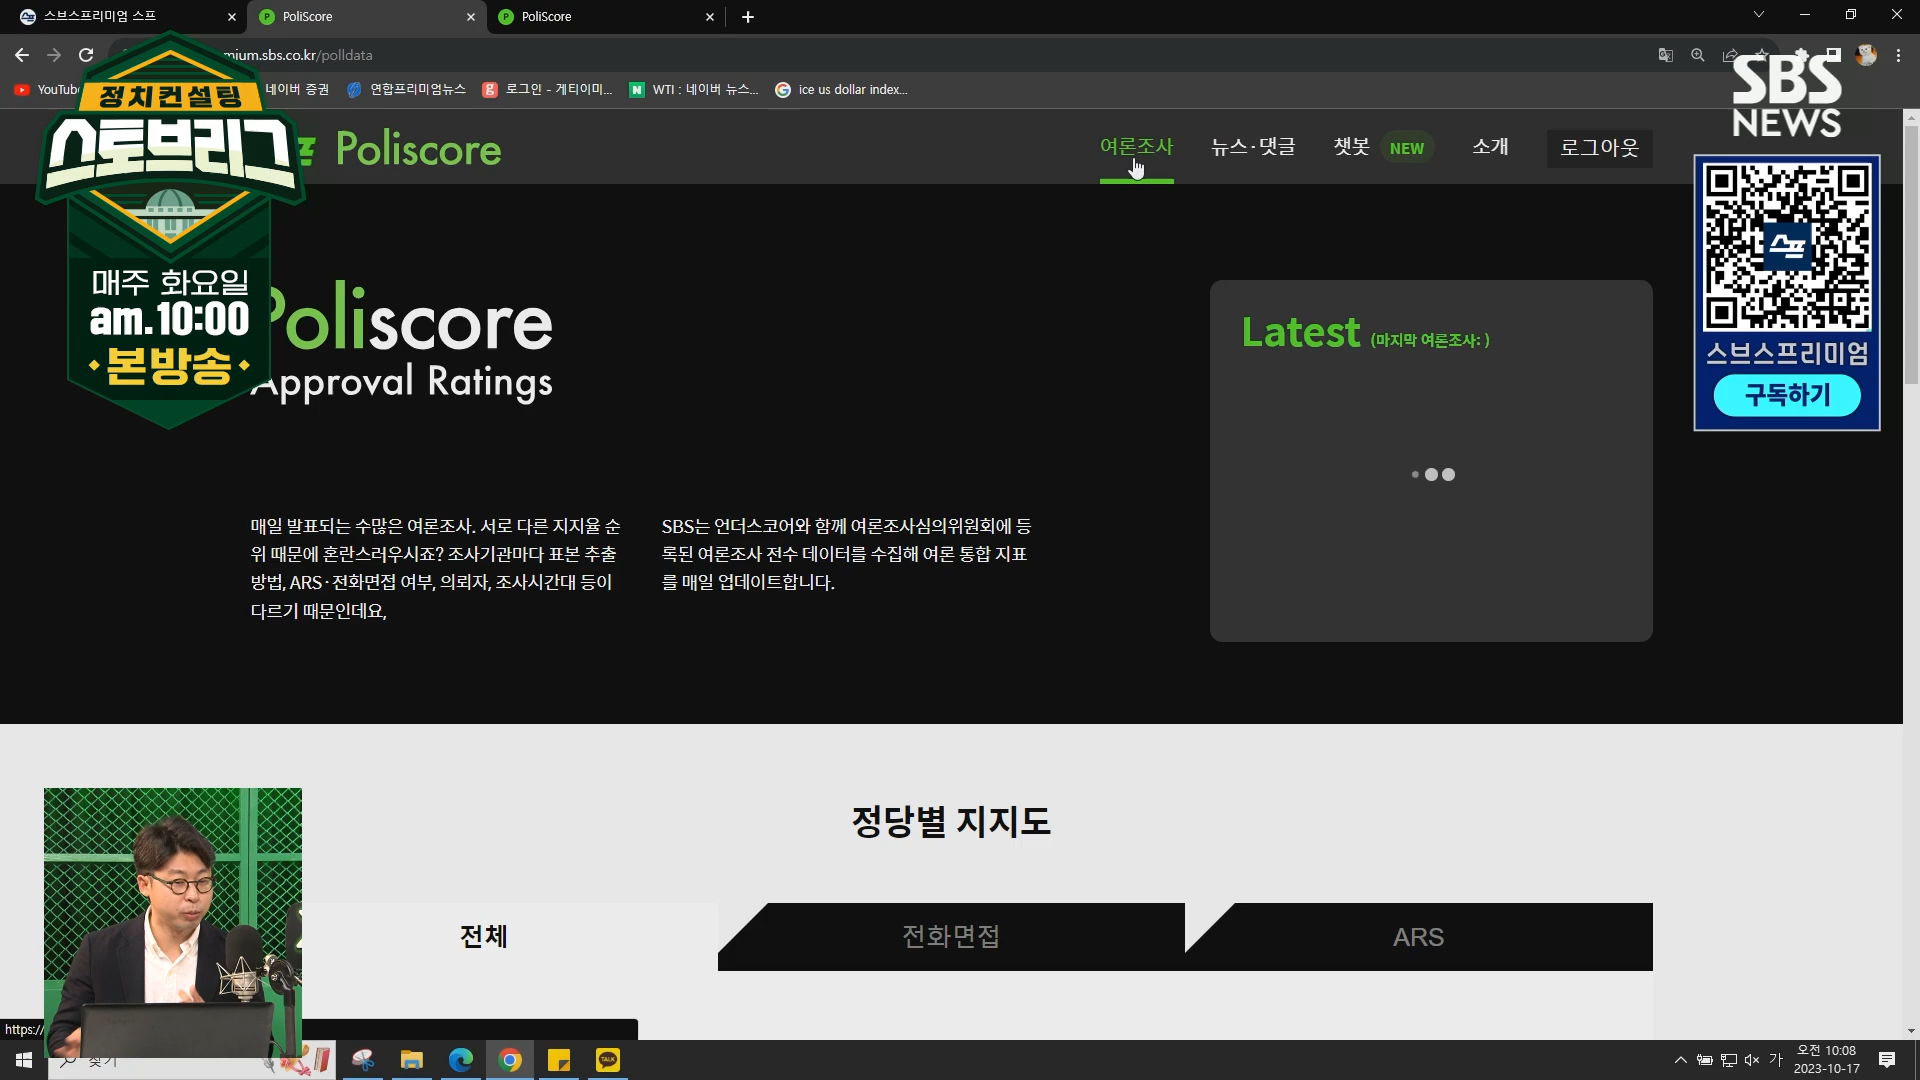 스브스프리미엄 스프
PoliScore
PoliScore
mium.sbs.co.kr/polldata
YouTube
네이버 증권
연합프리미엄뉴스
로그인 - 게티이미...
WTI : 네이버 뉴스...
ice us dollar index...
정치컨설팅
스토브리그
매주 화요일
am.10:00
본방송
Poliscore
여론조사
뉴스·댓글
챗봇
NEW
소개
로그아웃
SBS
NEWS
스프
스브스프리미엄
구독하기
Poliscore
Approval Ratings
Latest (마지막 여론조사: )
매일 발표되는 수많은 여론조사. 서로 다른 지지율 순
위 때문에 혼란스러우시죠? 조사기관마다 표본 추출
방법, ARS·전화면접 여부, 의뢰자, 조사시간대 등이
다르기 때문인데요,
SBS는 언더스코어와 함께 여론조사심의위원회에 등
록된 여론조사 전수 데이터를 수집해 여론 통합 지표
를 매일 업데이트합니다.
정당별 지지도
전체
전화면접
ARS
https://
찾기
TALK
가
오전 10:08
2023-10-17